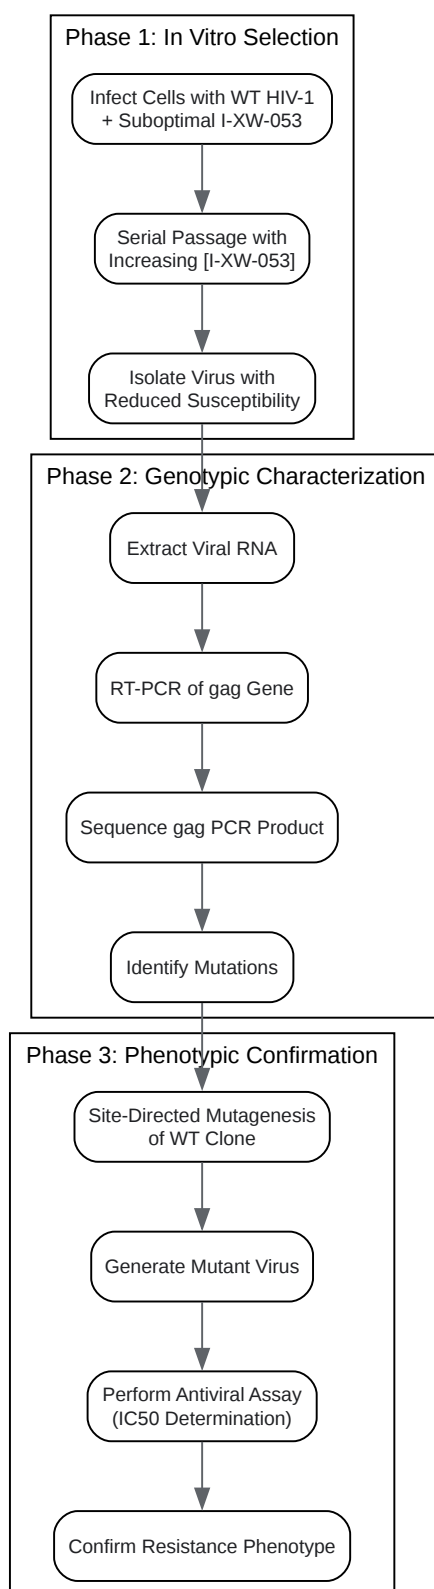 Phase 1: In Vitro Selection
Infect Cells with WT HIV-1
+ Suboptimal I-XW-053
Serial Passage with
Increasing [I-XW-053]
Isolate Virus with
Reduced Susceptibility
Phase 2: Genotypic Characterization
Extract Viral RNA
RT-PCR of gag Gene
Sequence gag PCR Product
Identify Mutations
Phase 3: Phenotypic Confirmation
Site-Directed Mutagenesis
of WT Clone
Generate Mutant Virus
Perform Antiviral Assay
(IC50 Determination)
Confirm Resistance Phenotype